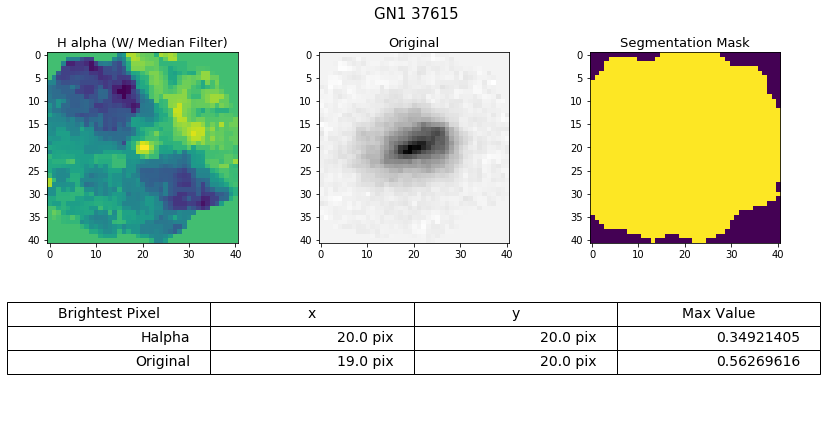 GN1 37615
H alpha (W/ Median Filter)
Original
Segmentation Mask
0
5
10
15
20
25
30
35
40
0 10 20 30 40
0
5
10
15
20
25
30
35
40
0 10 20 30 40
0
5
10
15
20
25
30
35
40
0 10 20 30 40
Brightest Pixel x y Max Value
Halpha 20.0 pix 20.0 pix 0.34921405
Original 19.0 pix 20.0 pix 0.56269616